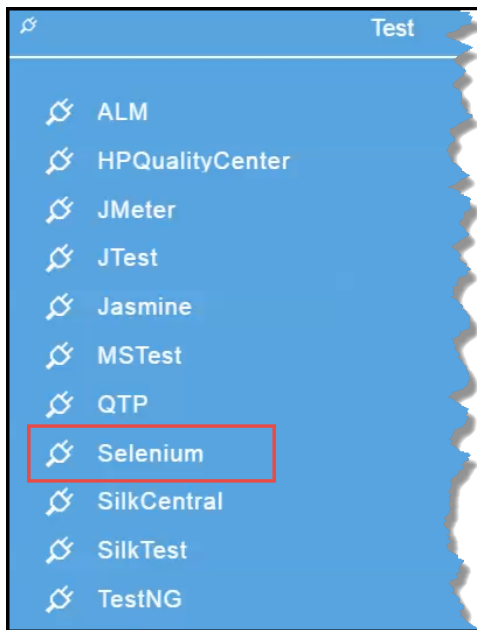 Test
ALM
HPQualityCenter
JMeter
JTest
Jasmine
MSTest
QTP
Selenium
SilkCentral
SilkTest
TestNG